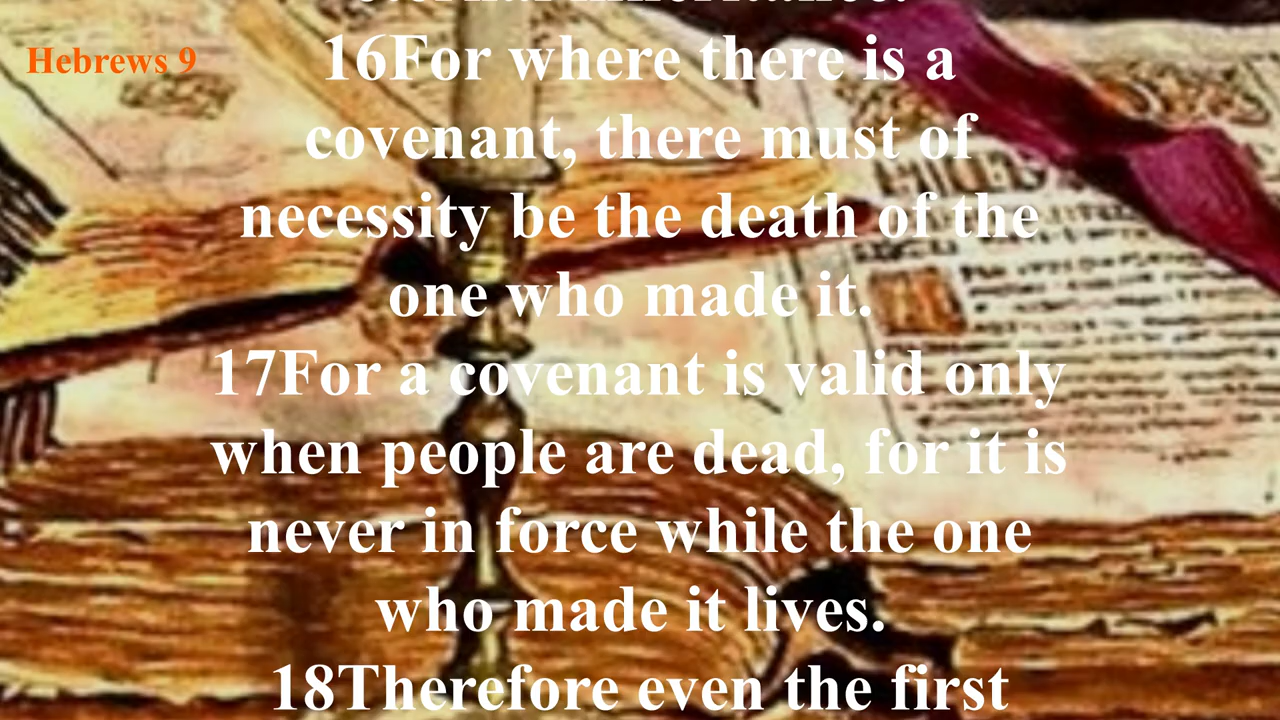 Hebrews 9
16For where there is a
covenant, there must of
necessity be the death of the
one who made it.
17For a covenant is valid only
when people are dead, for it is
never in force while the one
who made it lives.
18Therefore even the first